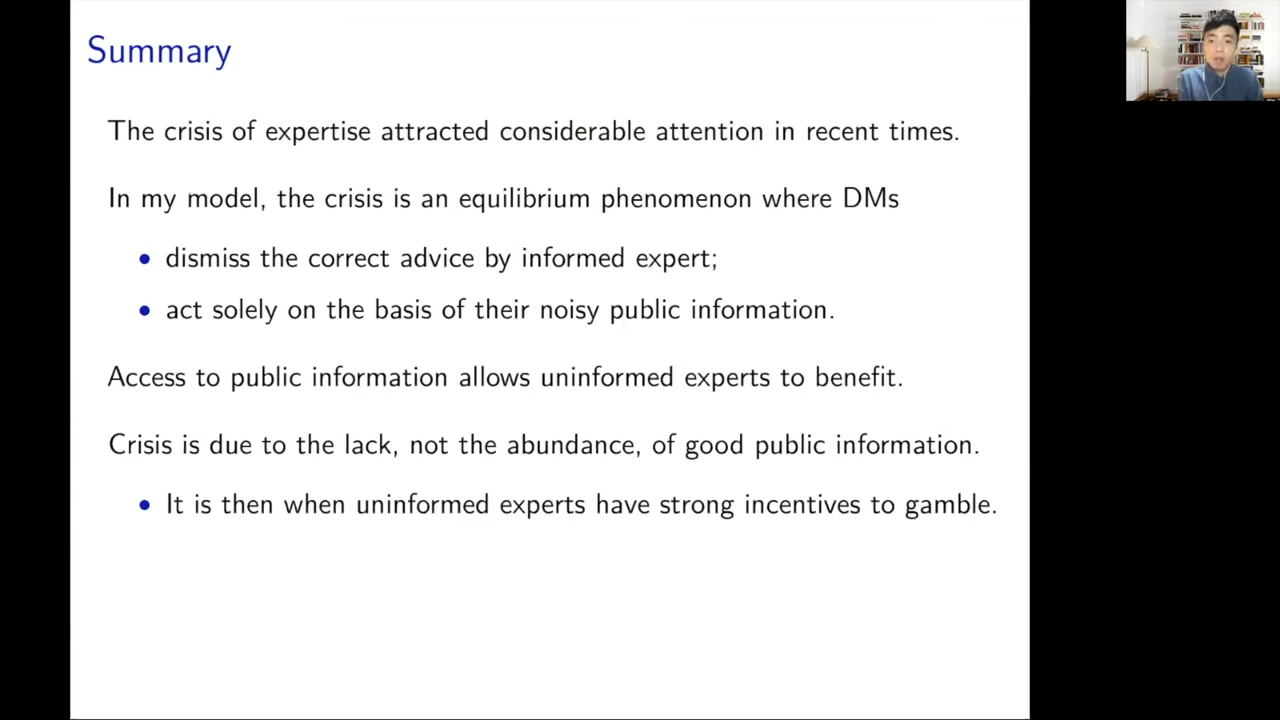 Summary
The crisis of expertise attracted considerable attention in recent times.
In my model, the crisis is an equilibrium phenomenon where DMs
• dismiss the correct advice by informed expert;
• act solely on the basis of their noisy public information.
Access to public information allows uninformed experts to benefit.
Crisis is due to the lack, not the abundance, of good public information.
• It is then when uninformed experts have strong incentives to gamble.